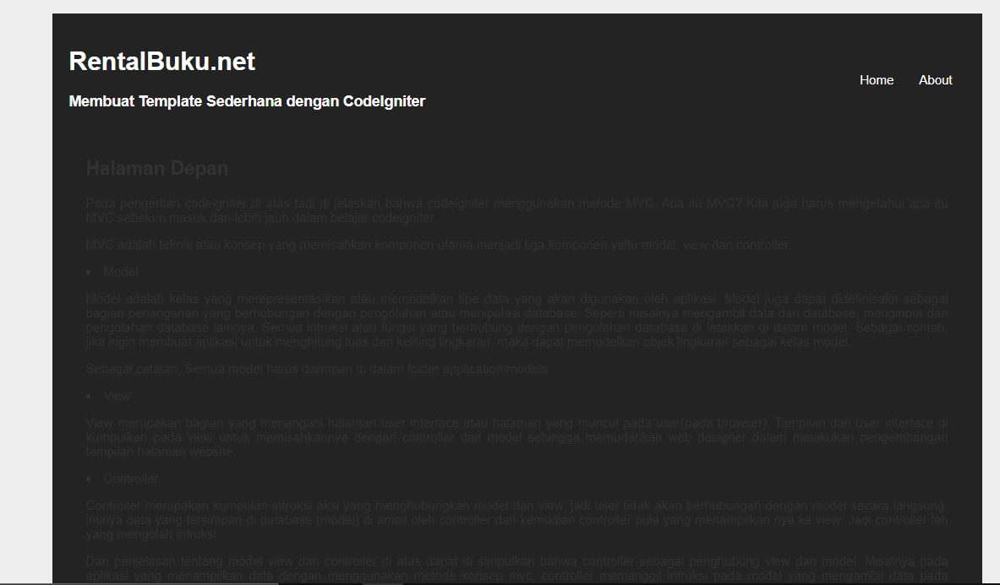 RentalBuku.net
Home About
Membuat Template Sederhana dengan CodeIgniter
Halaman Depan
Pada pengertian codeigniter di atas tadi di jelaskan bahwa codeigniter menggunakan metode MVC. Apa itu MVC? Kita juga harus mengetahui apa itu
MVC sebelum masuk dan lebih jauh dalam belajar codeigniter.
MVC adalah teknik atau konsep yang memisahkan komponen utama menjadi tiga komponen yaitu model, view dan controller.
• Model
Model adalah kelas yang merepresentasikan atau memodelkan tipe data yang akan digunakan oleh aplikasi. Model juga dapat didefinisakn sebagai
bagian penanganan yang berhubungan dengan pengolahan atau manipulasi database. Seperti misalnya mengambil data dari database, menginput dan
pengolahan database lainnya. Semua intruksi atau fungsi yang berhubung dengan pengolahan database di letakkan di dalam model. Sebagai contoh,
jika ingin membuat aplikasi untuk menghitung luas dan keliling lingkaran, maka dapat memodelkan objek lingkaran sebagai kelas model.
Sebagai catatan, Semua model harus disimpan di dalam folder application\models
• View
View merupakan bagian yang menangani halaman user interface atau halaman yang muncul pada user(pada browser). Tampilan dari user interface di
kumpulkan pada view untuk memisahkannya dengan controller dan model sehingga memudahkan web designer dalam melakukan pengembangan
tampilan halaman website.
• Controller
Controller merupakan kumpulan intruksi aksi yang menghubungkan model dan view, jadi user tidak akan berhubungan dengan model secara langsung,
intinya data yang tersimpan di database (model) di ambil oleh controller dan kemudian controller pula yang menampilkan nya ke view. Jadi controller lah
yang mengolah intruksi.
Dari penjelasan tentang model view dan controller di atas dapat di simpulkan bahwa controller sebagai penghubung view dan model. Misalnya pada
aplikasi yang menampilkan data dengan menggunakan metode konsep mvc, controller memanggil intruksi pada model yang mengambil data pada